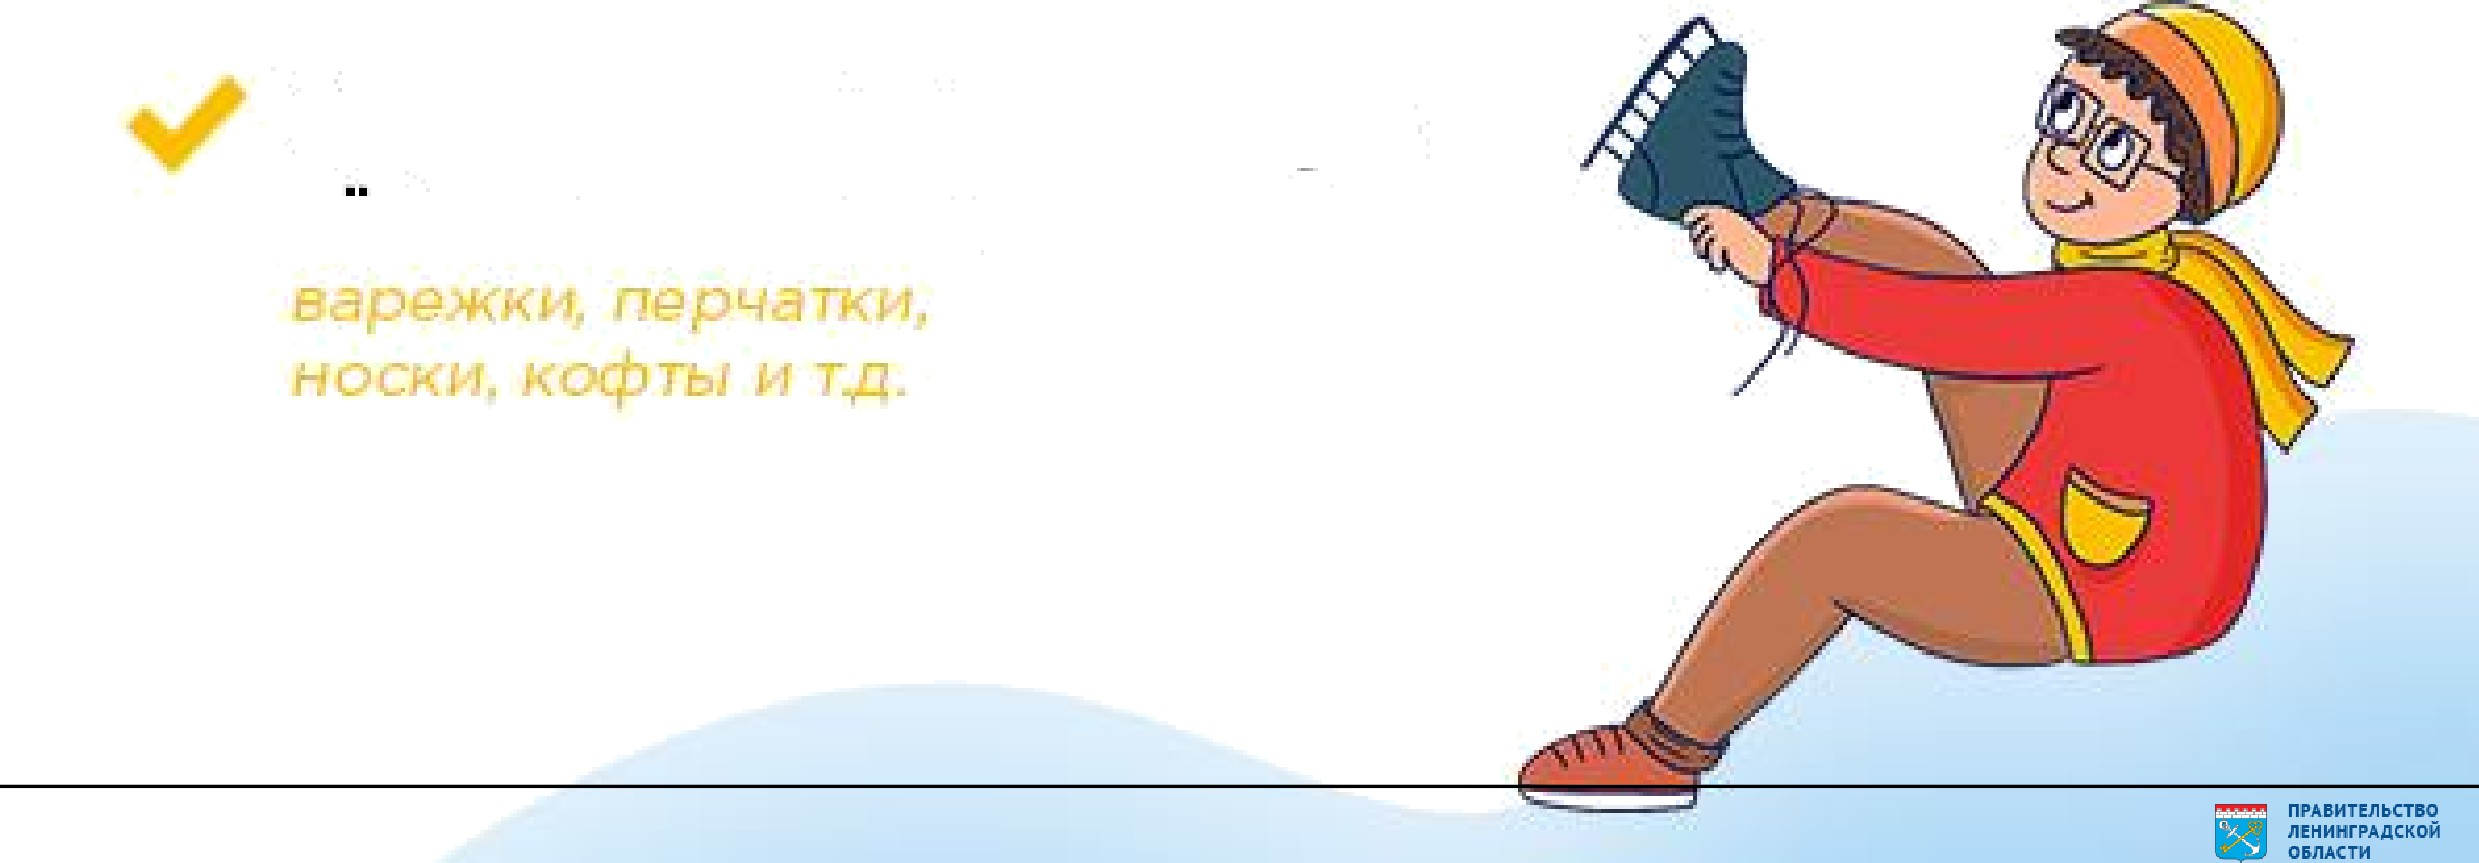 варежки, перчатки,
носки, кофты и т.д.
ПРАВИТЕЛЬСТВО
ЛЕНИНГРАДСКОЙ
ОБЛАСТИ